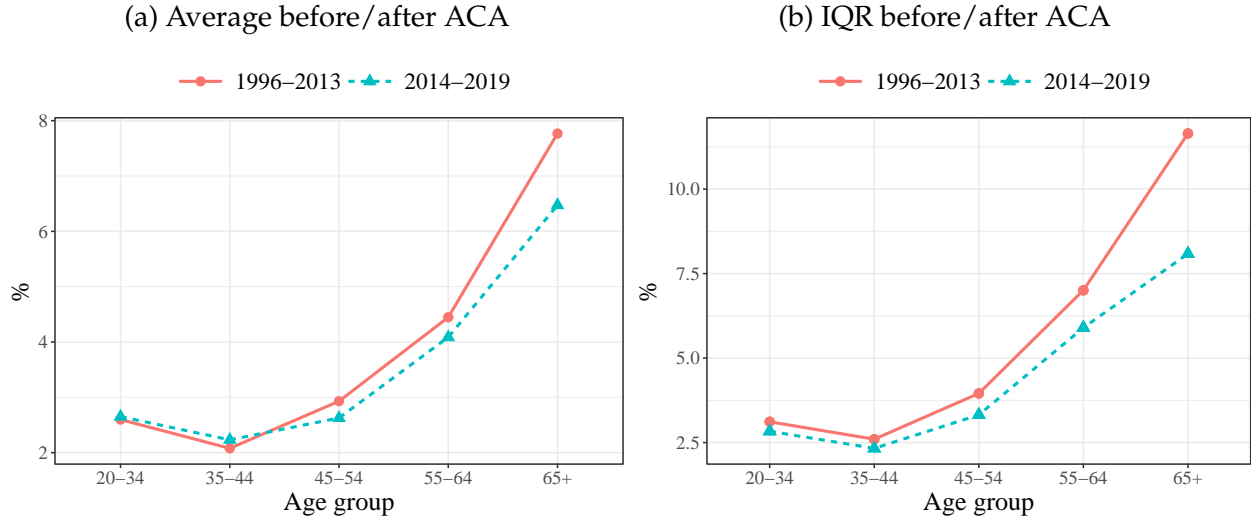 (a) Average before/after ACA
1996–2013 2014–2019
8
6
4
2
%
20–34 35–44 45–54 55–64 65+
Age group
(b) IQR before/after ACA
1996–2013 2014–2019
10.0
7.5
5.0
2.5
%
20–34 35–44 45–54 55–64 65+
Age group